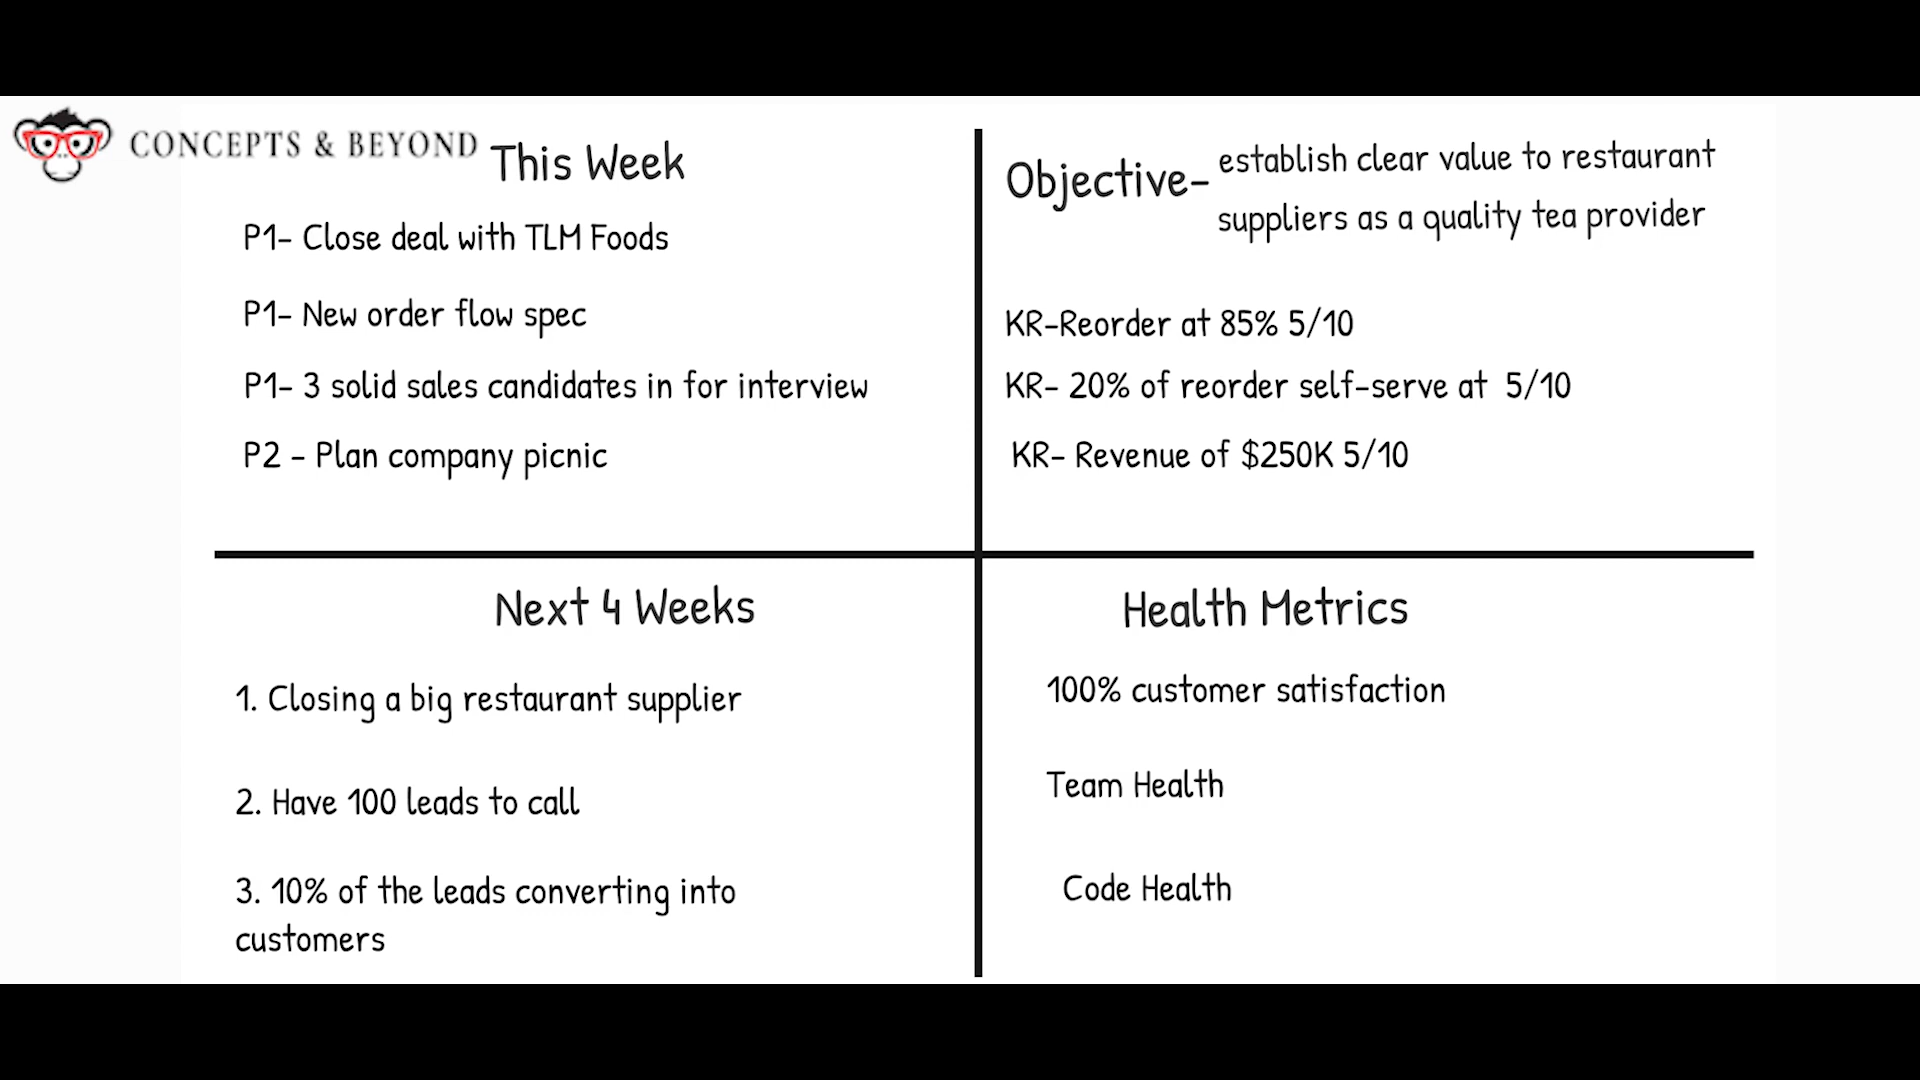 CONCEPTS & BEYOND
This Week
P1- Close deal with TLM Foods
P1- New order flow spec
P1- 3 solid sales candidates in for interview
P2 - Plan company picnic
Objective- establish clear value to restaurant
suppliers as a quality tea provider
KR-Reorder at 85% 5/10
KR- 20% of reorder self-serve at 5/10
KR- Revenue of $250K 5/10
Next 4 Weeks
1. Closing a big restaurant supplier
2. Have 100 leads to call
3. 10% of the leads converting into
customers
Health Metrics
100% customer satisfaction
Team Health
Code Health